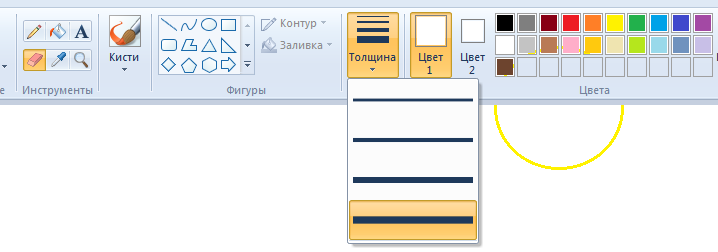 Контур
Заливка
Кисти
Толщина
Цвет
1
Цвет
2
е
Инструменты
Фигуры
Цвета